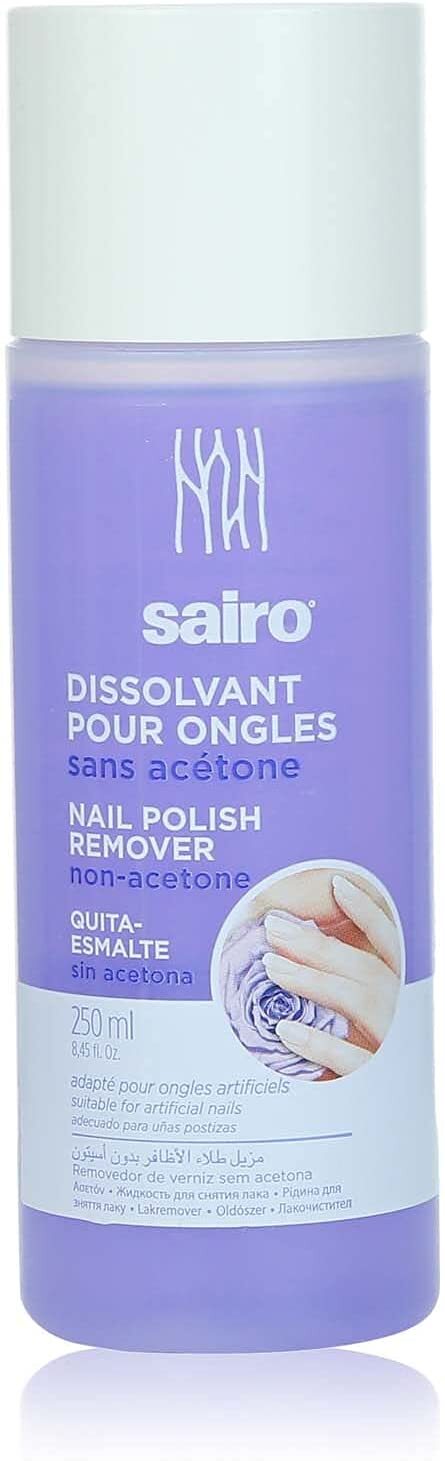 sairo
DISSOLVANT
POUR ONGLES
sans acétone
NAIL POLISH
REMOVER
non-acetone
QUITA-
ESMALTE
sin acetona
250 ml
8,45 fl. Oz.
adapté pour ongles artificiels
suitable for artificial nails
adecuado para uñas postizas
مزيل طلاء الأظافر بدون أسيتون
Removedor de verniz sem acetona
Ασετόν • Жидкость для снятия лака • Рідина для
зняття лаку • Lakremover • Oldószer • Лакочистител